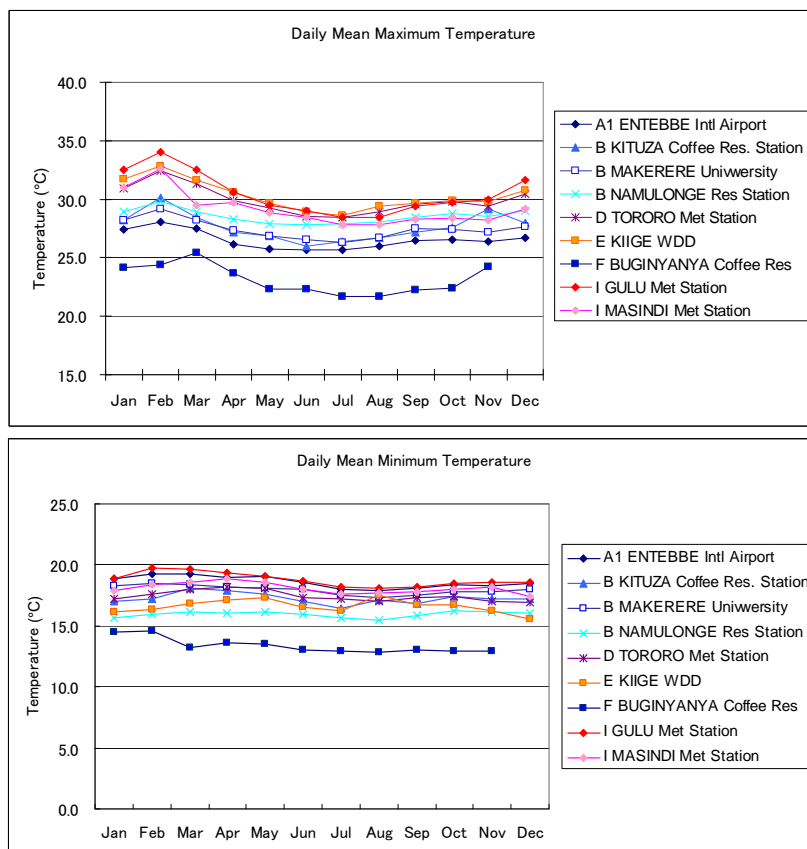 Daily Mean Maximum Temperature
40.0
35.0
30.0
25.0
20.0
15.0
Temperature (°C)
Jan Feb Mar Apr May Jun Jul Aug Sep Oct Nov Dec
A1 ENTEBBE Intl Airport
B KITUZA Coffee Res. Station
B MAKERERE Uniwwersity
B NAMULONGE Res Station
D TORORO Met Station
E KIIGE WDD
F BUGINYANYA Coffee Res
I GULU Met Station
I MASINDI Met Station
Daily Mean Minimum Temperature
25.0
20.0
15.0
10.0
5.0
0.0
Temperature (°C)
Jan Feb Mar Apr May Jun Jul Aug Sep Oct Nov Dec
A1 ENTEBBE Intl Airport
B KITUZA Coffee Res. Station
B MAKERERE Uniwwersity
B NAMULONGE Res Station
D TORORO Met Station
E KIIGE WDD
F BUGINYANYA Coffee Res
I GULU Met Station
I MASINDI Met Station